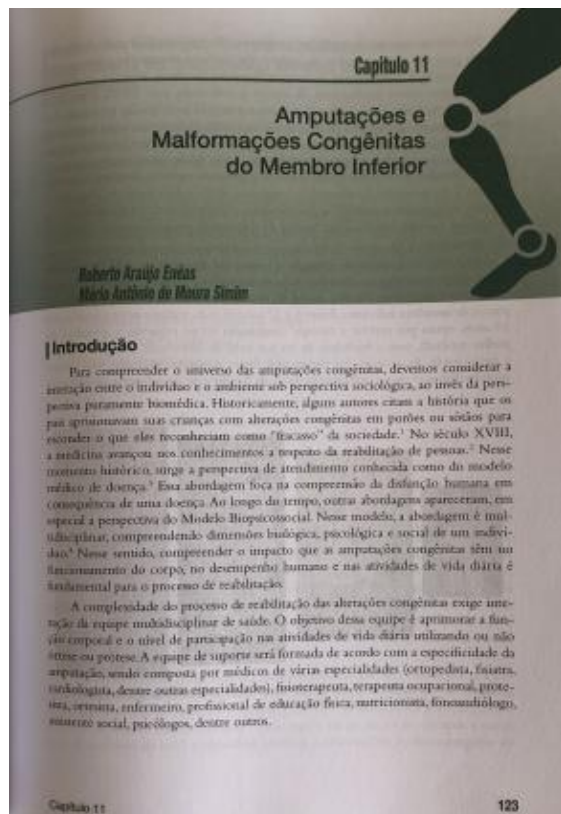 Capítulo 11
Amputações e
Malformações Congênitas
do Membro Inferior
Roberto Araújo Enéas
Mário Antônio de Moura Simim
Introdução
Para compreender o universo das amputações congênitas, devemos considerar a
interação entre o indivíduo e o ambiente sob perspectiva sociológica, ao invés da pers-
pectiva puramente biomédica. Historicamente, alguns autores citam a história que os
pais aprisionavam suas crianças com alterações congênitas em porões ou sótãos para
esconder o que eles reconheciam como "fracasso" da sociedade.¹ No século XVIII,
a medicina avançou nos conhecimentos a respeito da reabilitação de pessoas.² Nesse
momento histórico, surge a perspectiva de atendimento conhecida como do modelo
médico de doença.³ Essa abordagem foca na compreensão da disfunção humana em
consequência de uma doença. Ao longo do tempo, outras abordagens apareceram, em
especial a perspectiva do Modelo Biopsicossocial. Nesse modelo, a abordagem é mul-
tidisciplinar, compreendendo dimensões biológica, psicológica e social de um indiví-
duo.⁴ Nesse sentido, compreender o impacto que as amputações congênitas têm no
funcionamento do corpo, no desempenho humano e nas atividades de vida diária é
fundamental para o processo de reabilitação.
A complexidade do processo de reabilitação das alterações congênitas exige inte-
ração da equipe multidisciplinar de saúde. O objetivo dessa equipe é aprimorar a fun-
ção corporal e o nível de participação nas atividades de vida diária utilizando ou não
órtese ou prótese. A equipe de suporte será formada de acordo com a especificidade da
amputação, sendo composta por médicos de várias especialidades (ortopedista, fisiatra,
cardiologista, dentre outras especialidades), fisioterapeuta, terapeuta ocupacional, prote-
sista, ortesista, enfermeiro, profissional de educação física, nutricionista, fonoaudiólogo,
assistente social, psicólogos, dentre outros.
Capítulo 11
123